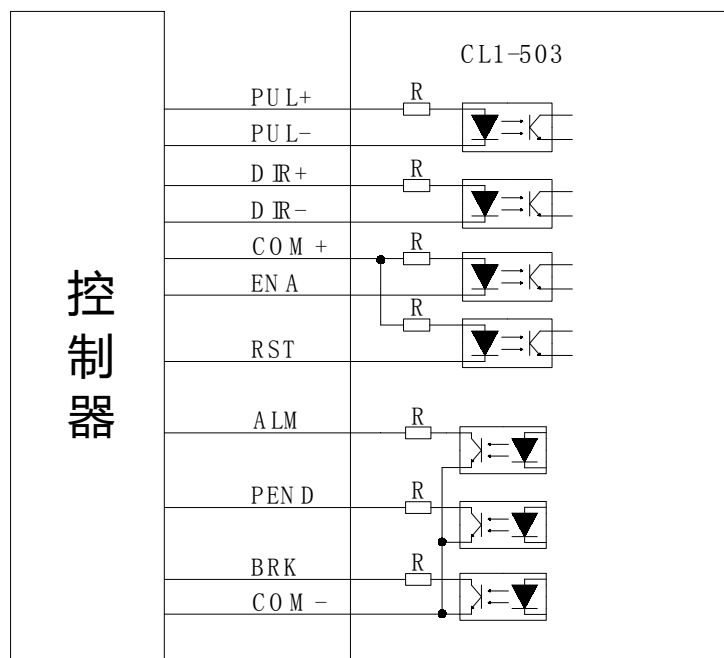 CL1-503
PUL+ R
PUL-
DIR+ R
DIR-
COM+ R
ENA
R
RST
控制器
ALM R
PEND R
BRK R
COM-